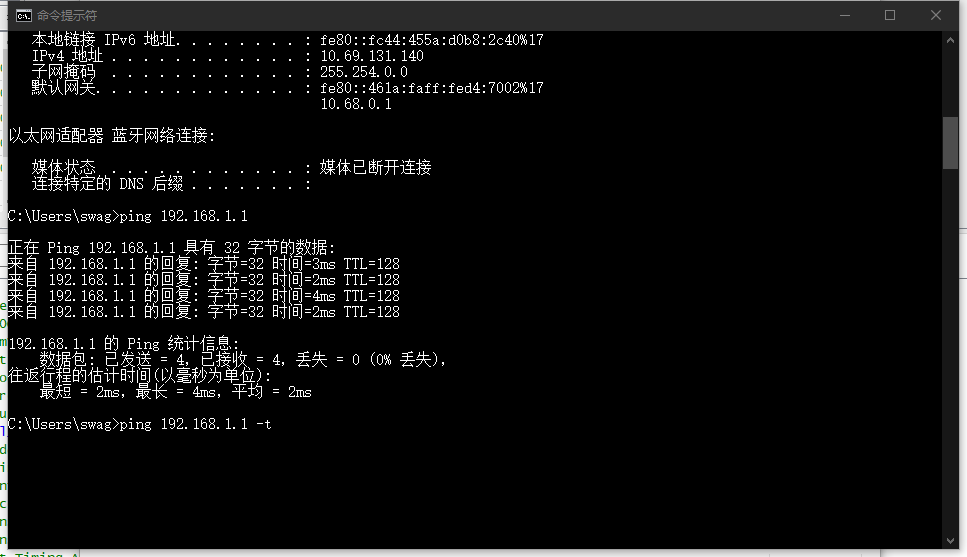 命令提示符
本地链接 IPv6 地址. . . . . . . . : fe80::fc44:455a:d0b8:2c40%17
IPv4 地址 . . . . . . . . . . . . : 10.69.131.140
子网掩码 . . . . . . . . . . . . : 255.254.0.0
默认网关. . . . . . . . . . . . . : fe80::461a:faff:fed4:7002%17
10.68.0.1
以太网适配器 蓝牙网络连接:
媒体状态 . . . . . . . . . . . . : 媒体已断开连接
连接特定的 DNS 后缀 . . . . . . . :
C:\Users\swag>ping 192.168.1.1
正在 Ping 192.168.1.1 具有 32 字节的数据:
来自 192.168.1.1 的回复: 字节=32 时间=3ms TTL=128
来自 192.168.1.1 的回复: 字节=32 时间=2ms TTL=128
来自 192.168.1.1 的回复: 字节=32 时间=4ms TTL=128
来自 192.168.1.1 的回复: 字节=32 时间=2ms TTL=128
192.168.1.1 的 Ping 统计信息:
数据包: 已发送 = 4，已接收 = 4，丢失 = 0 (0% 丢失)，
往返行程的估计时间(以毫秒为单位):
最短 = 2ms，最长 = 4ms，平均 = 2ms
C:\Users\swag>ping 192.168.1.1 -t